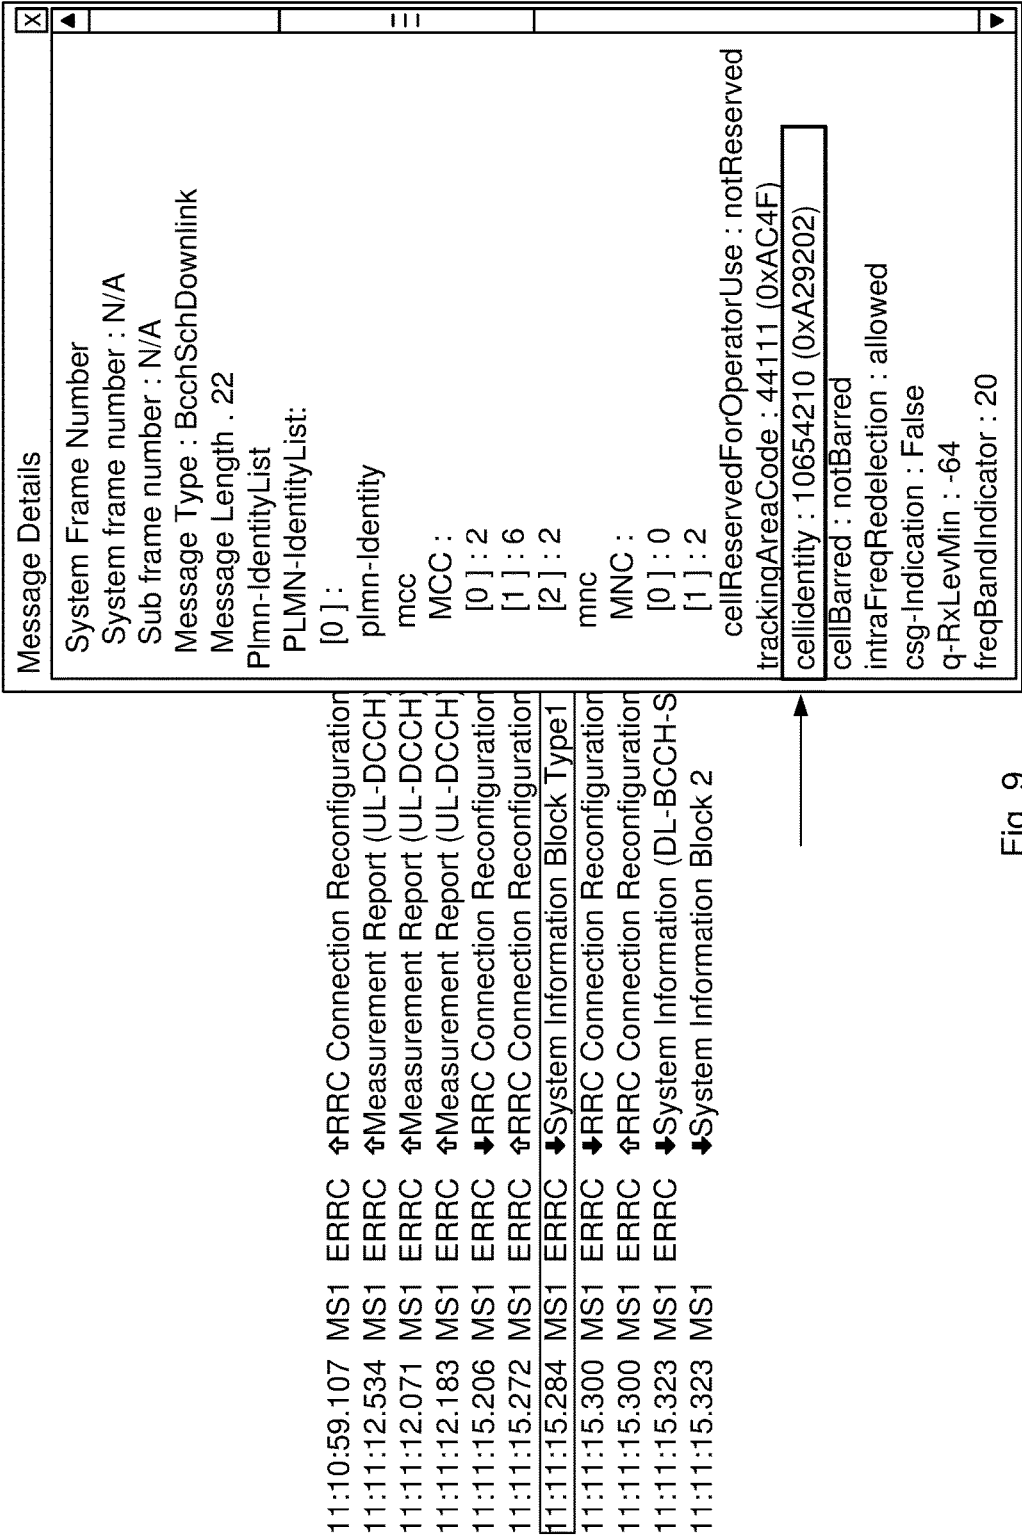 11:10:59.107 MS1 ERRC ⇧RRC Connection Reconfiguration
11:11:12.534 MS1 ERRC ⇧Measurement Report (UL-DCCH)
11:11:12.071 MS1 ERRC ⇧Measurement Report (UL-DCCH)
11:11:12.183 MS1 ERRC ⇧Measurement Report (UL-DCCH)
11:11:15.206 MS1 ERRC ⬇RRC Connection Reconfiguration
11:11:15.272 MS1 ERRC ⇧RRC Connection Reconfiguration
11:11:15.284 MS1 ERRC ⬇System Information Block Type1
11:11:15.300 MS1 ERRC ⬇RRC Connection Reconfiguration
11:11:15.300 MS1 ERRC ⇧RRC Connection Reconfiguration
11:11:15.323 MS1 ERRC ⬇System Information (DL-BCCH-S
11:11:15.323 MS1 ⬇System Information Block 2
Message Details X
System Frame Number
System frame number : N/A
Sub frame number : N/A
Message Type : BcchSchDownlink
Message Length . 22
Plmn-IdentityList
PLMN-IdentityList:
[0] :
plmn-Identity
mcc
MCC :
[0] : 2
[1] : 6
[2] : 2
mnc
MNC :
[0] : 0
[1] : 2
cellReservedForOperatorUse : notReserved
trackingAreaCode : 44111 (0xAC4F)
cellidentity : 10654210 (0xA29202)
cellBarred : notBarred
intraFreqRedelection : allowed
csg-Indication : False
q-RxLevMin : -64
freqBandIndicator : 20
Fig. 9